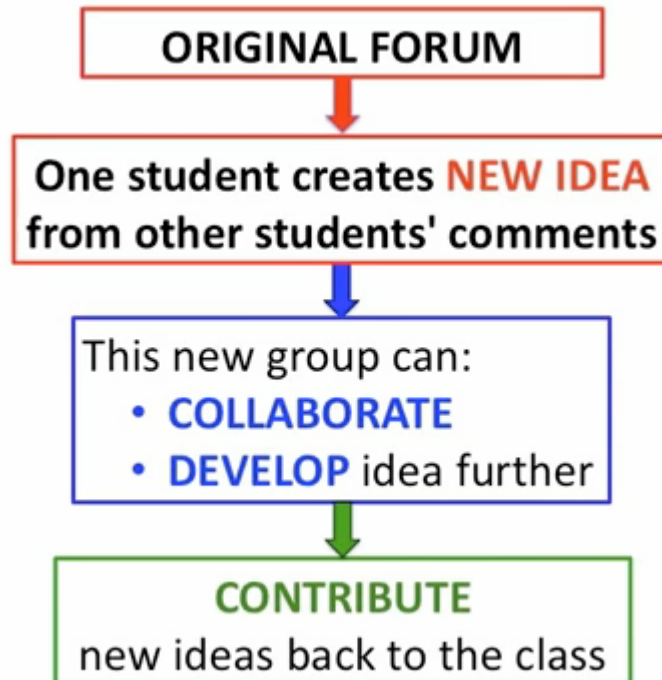 ORIGINAL FORUM
One student creates NEW IDEA
from other students' comments
This new group can:
• COLLABORATE
• DEVELOP idea further
CONTRIBUTE
new ideas back to the class